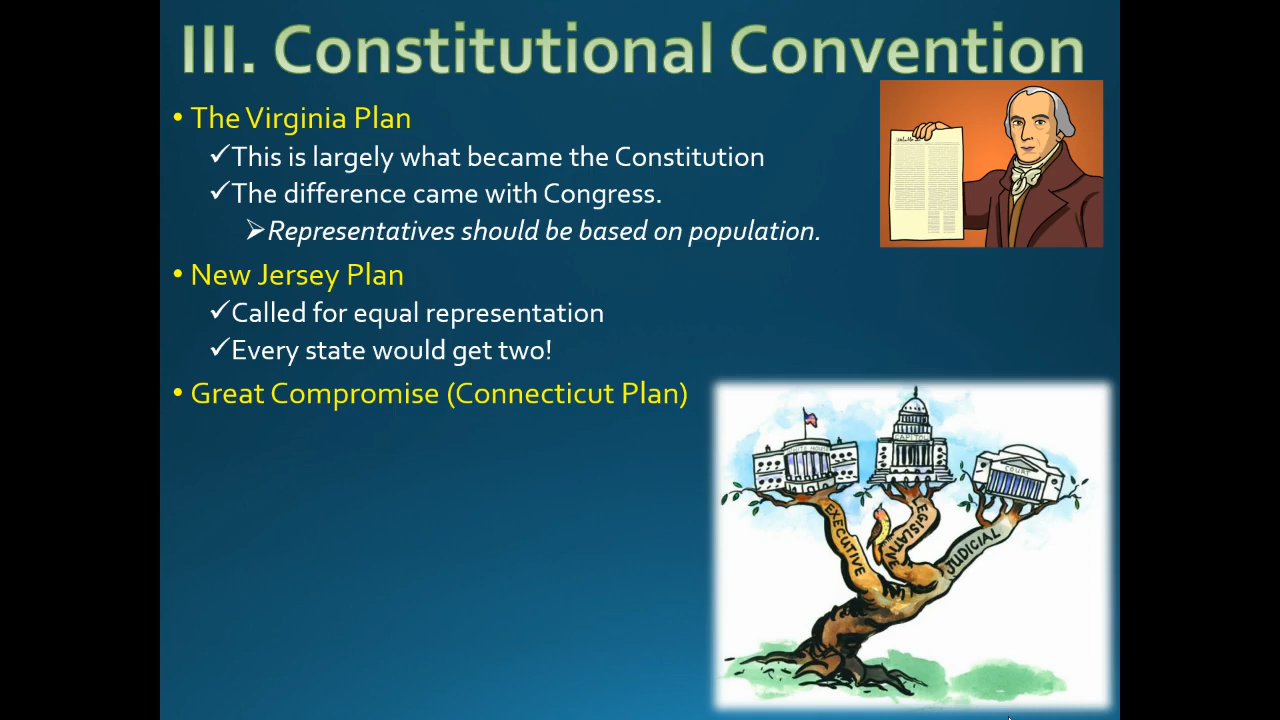 III. Constitutional Convention
• The Virginia Plan
✓This is largely what became the Constitution
✓The difference came with Congress.
➢Representatives should be based on population.
• New Jersey Plan
✓Called for equal representation
✓Every state would get two!
• Great Compromise (Connecticut Plan)
CAPITOL
COURT
EXECUTIVE
LEGISLATIVE
JUDICIAL